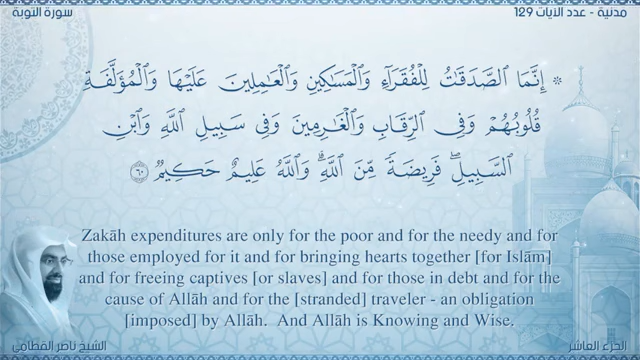 مدنية - عدد الآيات 129
سورة التوبة
۞ إِنَّمَا ٱلصَّدَقَٰتُ لِلْفُقَرَآءِ وَٱلْمَسَٰكِينِ وَٱلْعَٰمِلِينَ عَلَيْهَا وَٱلْمُؤَلَّفَةِ
قُلُوبُهُمْ وَفِى ٱلرِّقَابِ وَٱلْغَٰرِمِينَ وَفِى سَبِيلِ ٱللَّهِ وَٱبْنِ
ٱلسَّبِيلِ ۖ فَرِيضَةً مِّنَ ٱللَّهِ ۗ وَٱللَّهُ عَلِيمٌ حَكِيمٌ ٦٠
Zakāh expenditures are only for the poor and for the needy and for
those employed for it and for bringing hearts together [for Islām]
and for freeing captives [or slaves] and for those in debt and for the
cause of Allāh and for the [stranded] traveler - an obligation
[imposed] by Allāh. And Allāh is Knowing and Wise.
الجزء العاشر
الشيخ ناصر القطامي